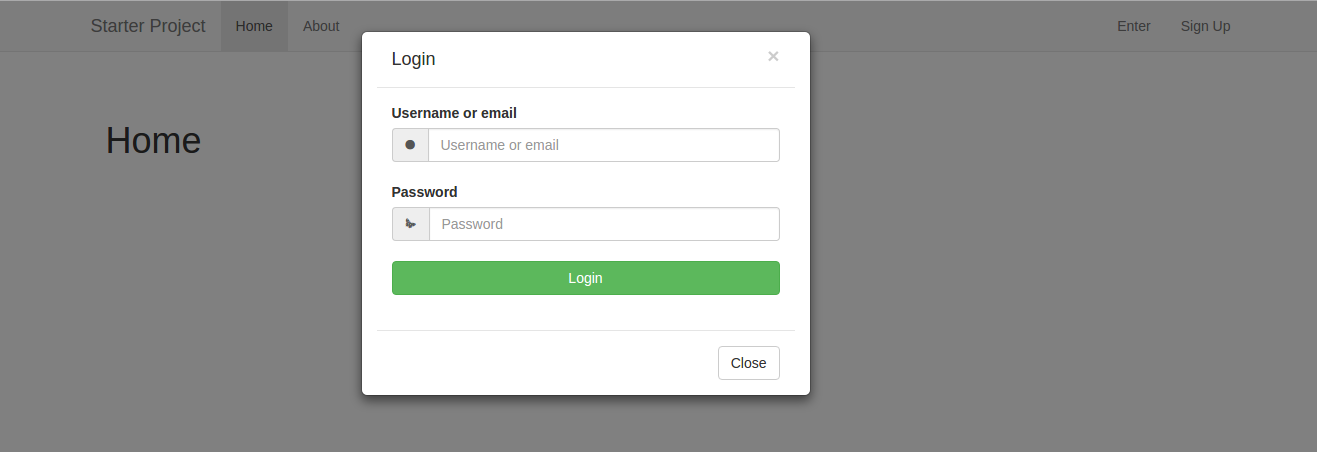 Starter Project Home About Enter Sign Up
Home
Login ×
Username or email
Username or email
Password
Password
Login
Close